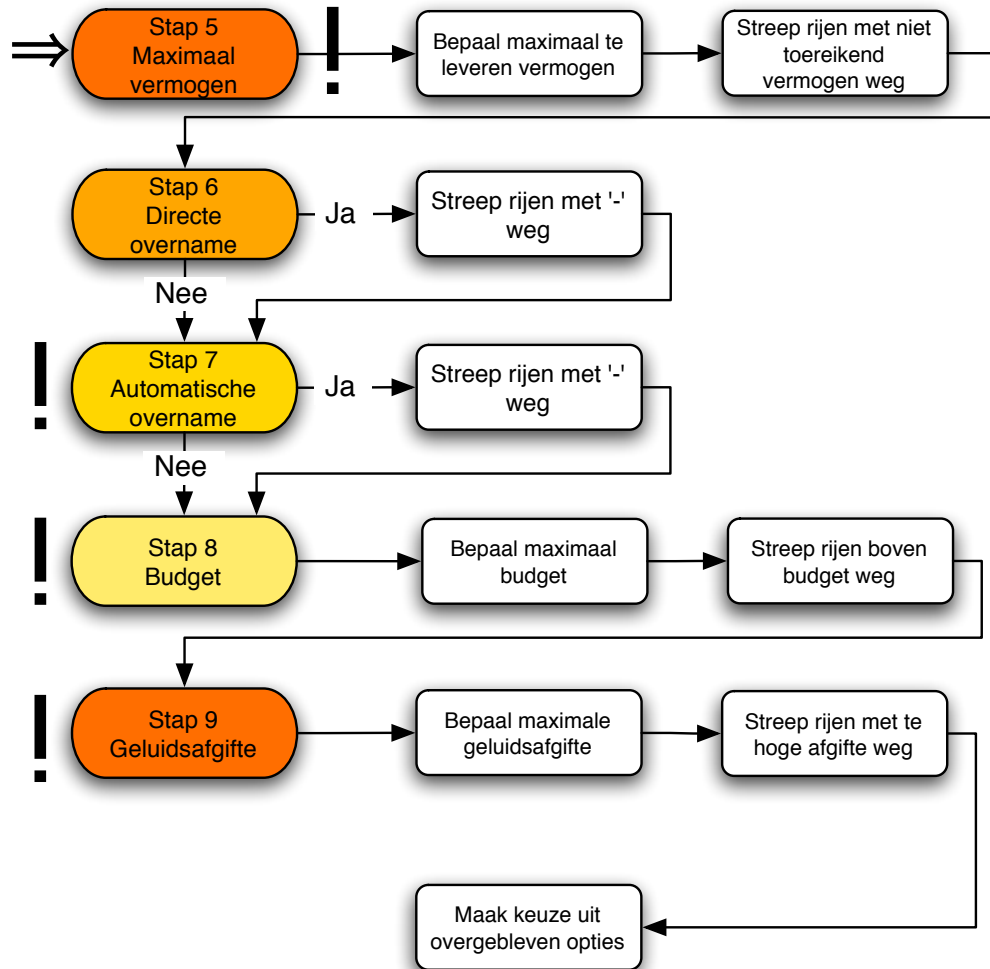 Stap 5
Maximaal
vermogen
!
Bepaal maximaal te
leveren vermogen
Streep rijen met niet
toereikend
vermogen weg
Stap 6
Directe
overname
Ja
Streep rijen met '-'
weg
Nee
!
Stap 7
Automatische
overname
Ja
Streep rijen met '-'
weg
Nee
!
Stap 8
Budget
Bepaal maximaal
budget
Streep rijen boven
budget weg
!
Stap 9
Geluidsafgifte
Bepaal maximale
geluidsafgifte
Streep rijen met te
hoge afgifte weg
Maak keuze uit
overgebleven opties